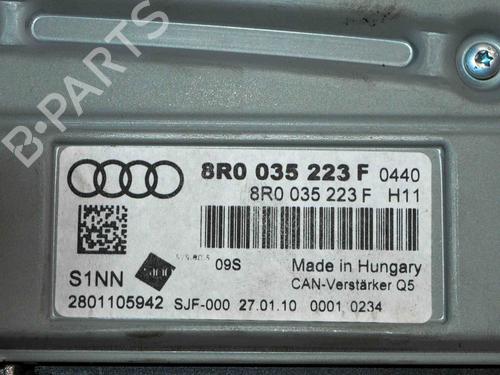 B-PARTS
8R0 035 223 F 0440
8R0 035 223 F H11
09S
S1NN
Made in Hungary
CAN-Verstärker Q5
2801105942 SJF-000 27.01.10 0001 0234